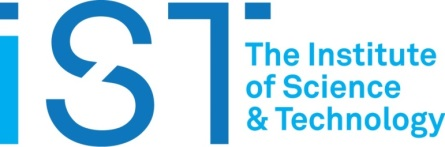 iST
The Institute
of Science
& Technology